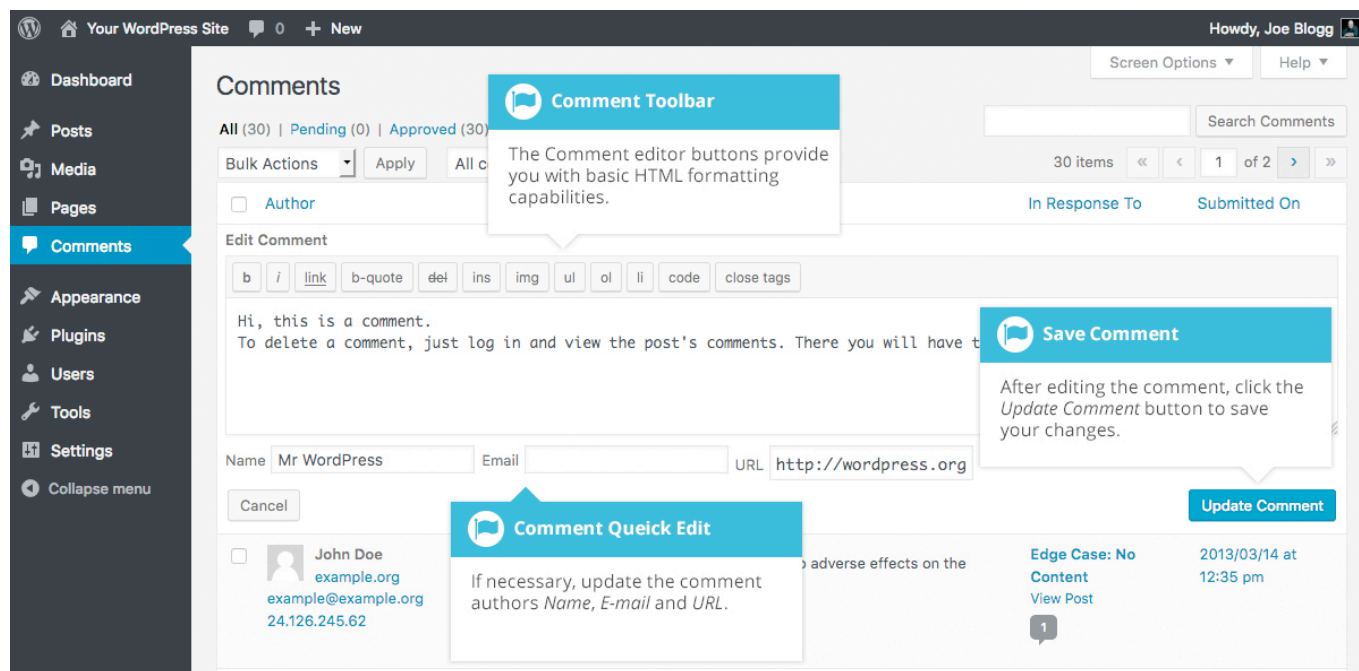 Your WordPress Site 0 + New Howdy, Joe Blogg
Screen Options ▼ Help ▼
Dashboard
Posts
Media
Pages
Comments
Appearance
Plugins
Users
Tools
Settings
Collapse menu
Comments
All (30) | Pending (0) | Approved (30)
Search Comments
Bulk Actions Apply All c
30 items « ‹ 1 of 2 › »
Author In Response To Submitted On
Comment Toolbar
The Comment editor buttons provide
you with basic HTML formatting
capabilities.
Edit Comment
b i link b-quote del ins img ul ol li code close tags
Hi, this is a comment.
To delete a comment, just log in and view the post's comments. There you will have t
Save Comment
After editing the comment, click the
Update Comment button to save
your changes.
Name Mr WordPress Email URL http://wordpress.org
Cancel Update Comment
Comment Queick Edit
If necessary, update the comment
authors Name, E-mail and URL.
John Doe
example.org
example@example.org
24.126.245.62
adverse effects on the
Edge Case: No
Content
View Post
1
2013/03/14 at
12:35 pm